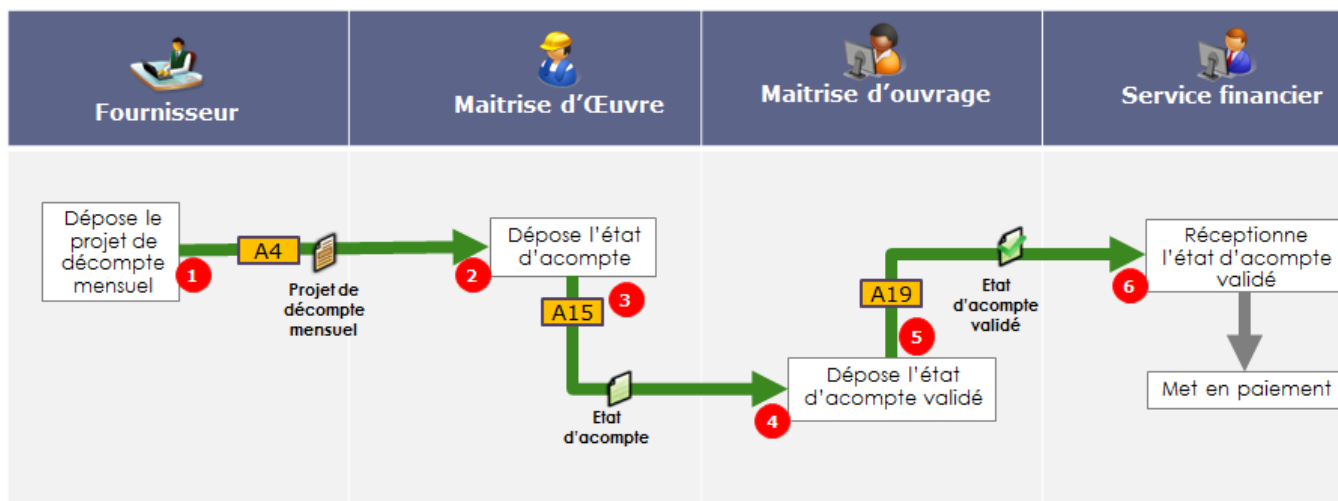 Fournisseur
Maitrise d'Œuvre
Maitrise d'ouvrage
Service financier
Dépose le
projet de
décompte
mensuel
1
A4
Projet de
décompte
mensuel
2
Dépose l'état
d'acompte
3
A15
Etat
d'acompte
4
Dépose l'état
d'acompte validé
5
A19
Etat
d'acompte
validé
6
Réceptionne
l'état d'acompte
validé
Met en paiement